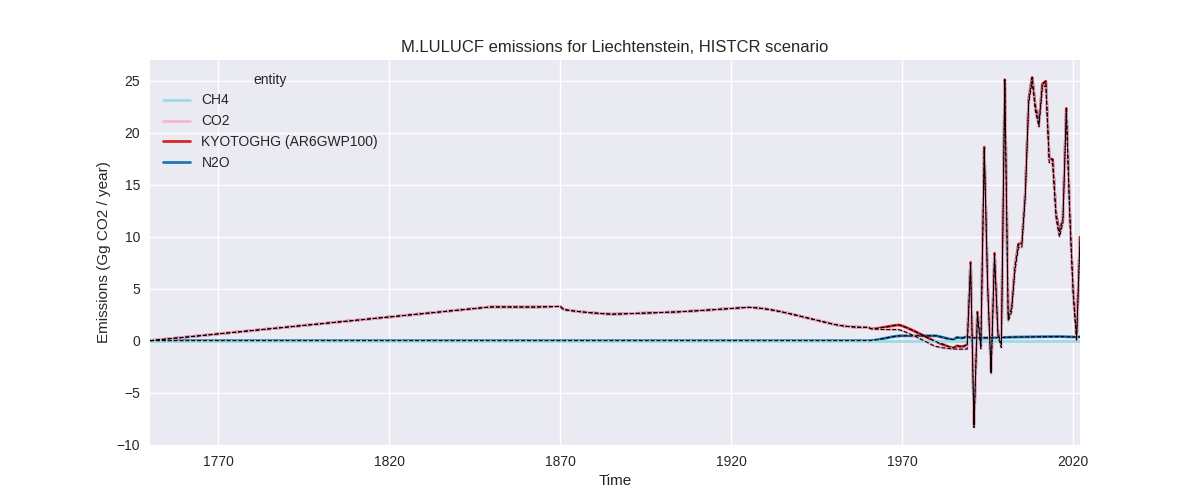 M.LULUCF emissions for Liechtenstein, HISTCR scenario
entity
CH4
CO2
KYOTOGHG (AR6GWP100)
N2O
Emissions (Gg CO2 / year)
25
20
15
10
5
0
−5
−10
1770
1820
1870
1920
1970
2020
Time